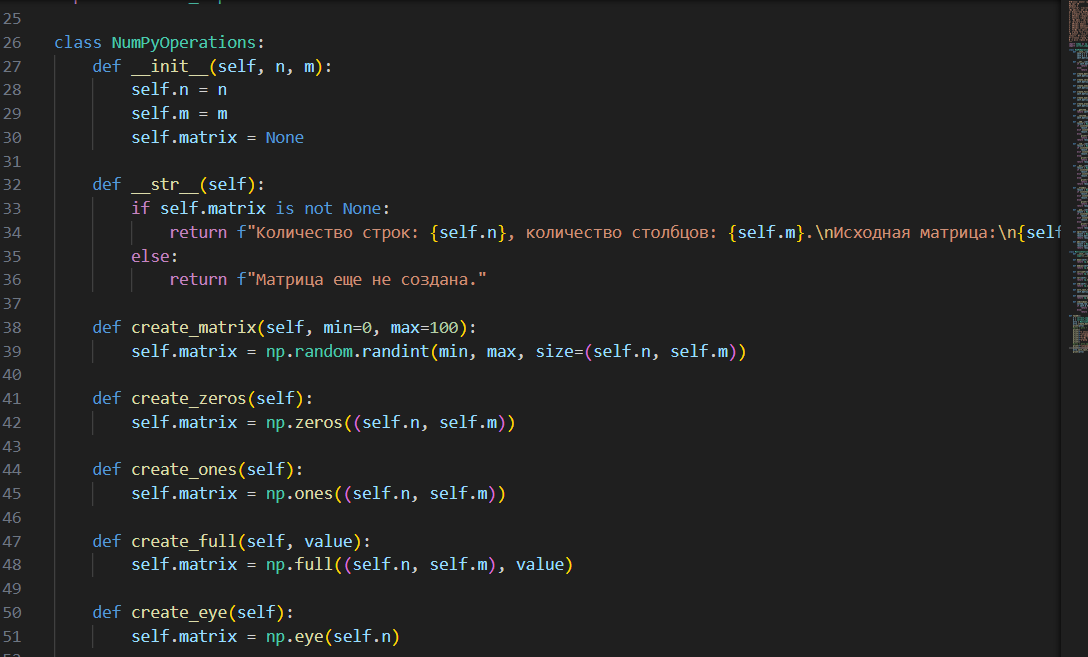 25
26 class NumPyOperations:
27     def __init__(self, n, m):
28         self.n = n
29         self.m = m
30         self.matrix = None
31
32     def __str__(self):
33         if self.matrix is not None:
34             return f"Количество строк: {self.n}, количество столбцов: {self.m}.\nИсходная матрица:\n{self
35         else:
36             return f"Матрица еще не создана."
37
38     def create_matrix(self, min=0, max=100):
39         self.matrix = np.random.randint(min, max, size=(self.n, self.m))
40
41     def create_zeros(self):
42         self.matrix = np.zeros((self.n, self.m))
43
44     def create_ones(self):
45         self.matrix = np.ones((self.n, self.m))
46
47     def create_full(self, value):
48         self.matrix = np.full((self.n, self.m), value)
49
50     def create_eye(self):
51         self.matrix = np.eye(self.n)